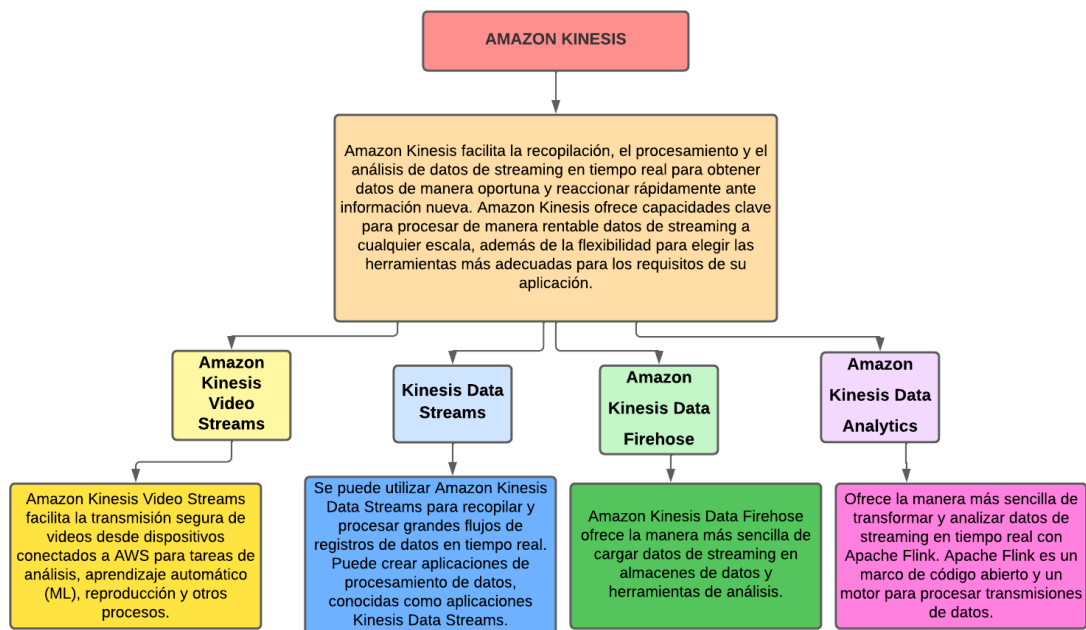 AMAZON KINESIS
Amazon Kinesis facilita la recopilación, el procesamiento y el
análisis de datos de streaming en tiempo real para obtener
datos de manera oportuna y reaccionar rápidamente ante
información nueva. Amazon Kinesis ofrece capacidades clave
para procesar de manera rentable datos de streaming a
cualquier escala, además de la flexibilidad para elegir las
herramientas más adecuadas para los requisitos de su
aplicación.
Amazon
Kinesis
Video
Streams
Kinesis Data
Streams
Amazon
Kinesis Data
Firehose
Amazon
Kinesis Data
Analytics
Amazon Kinesis Video Streams
facilita la transmisión segura de
videos desde dispositivos
conectados a AWS para tareas de
análisis, aprendizaje automático
(ML), reproducción y otros
procesos.
Se puede utilizar Amazon Kinesis
Data Streams para recopilar y
procesar grandes flujos de
registros de datos en tiempo real.
Puede crear aplicaciones de
procesamiento de datos,
conocidas como aplicaciones
Kinesis Data Streams.
Amazon Kinesis Data Firehose
ofrece la manera más sencilla de
cargar datos de streaming en
almacenes de datos y
herramientas de análisis.
Ofrece la manera más sencilla de
transformar y analizar datos de
streaming en tiempo real con
Apache Flink. Apache Flink es un
marco de código abierto y un
motor para procesar transmisiones
de datos.